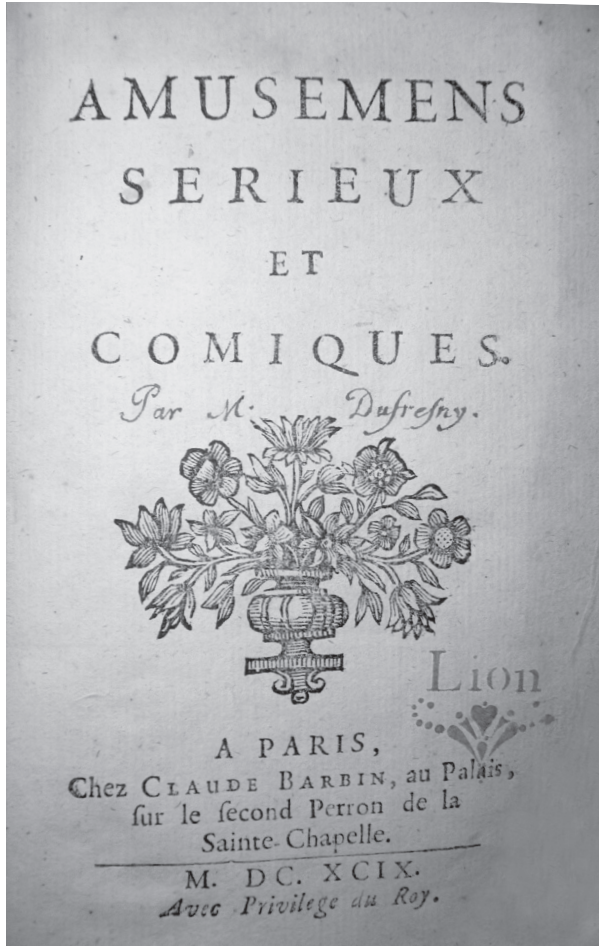 AMUSEMENS
SERIEUX
ET
COMIQUES.
Par M. Dufreſny.
Lion
A PARIS,
Chez CLAUDE BARBIN, au Palais,
ſur le ſecond Perron de la
Sainte-Chapelle.
M. DC. XCIX.
Avec Privilege du Roy.